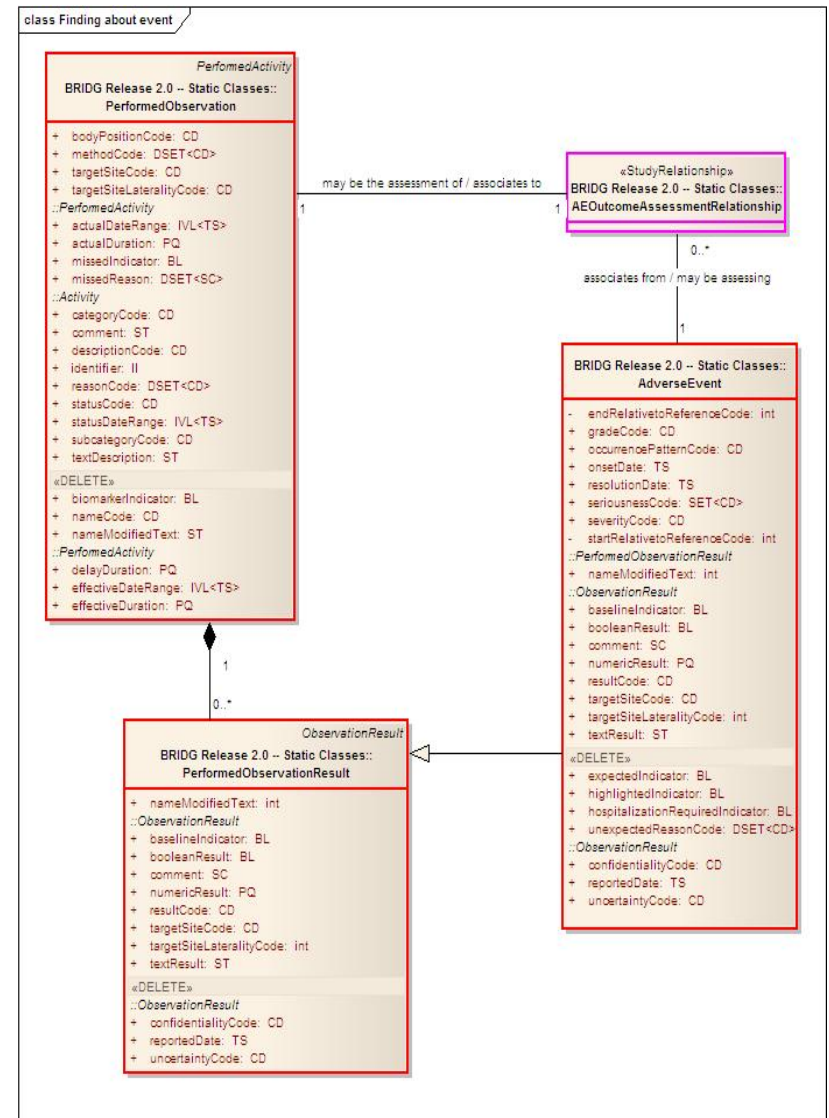 class Finding about event
PerformedActivity
BRIDG Release 2.0 -- Static Classes::
PerformedObservation
+ bodyPositionCode: CD
+ methodCode: DSET<CD>
+ targetSiteCode: CD
+ targetSiteLateralityCode: CD
::PerformedActivity
+ actualDateRange: IVL<TS>
+ actualDuration: PQ
+ missedIndicator: BL
+ missedReason: DSET<SC>
::Activity
+ categoryCode: CD
+ comment: ST
+ descriptionCode: CD
+ identifier: II
+ reasonCode: DSET<CD>
+ statusCode: CD
+ statusDateRange: IVL<TS>
+ subcategoryCode: CD
+ textDescription: ST
«DELETE»
+ biomarkerIndicator: BL
+ nameCode: CD
+ nameModifiedText: ST
::PerformedActivity
+ delayDuration: PQ
+ effectiveDateRange: IVL<TS>
+ effectiveDuration: PQ
may be the assessment of / associates to
1
1
«StudyRelationship»
BRIDG Release 2.0 -- Static Classes::
AEOutcomeAssessmentRelationship
0..*
associates from / may be assessing
1
BRIDG Release 2.0 -- Static Classes::
AdverseEvent
- endRelativetoReferenceCode: int
+ gradeCode: CD
+ occurrencePatternCode: CD
+ onsetDate: TS
+ resolutionDate: TS
+ seriousnessCode: SET<CD>
+ severityCode: CD
- startRelativetoReferenceCode: int
::PerformedObservationResult
+ nameModifiedText: int
::ObservationResult
+ baselineIndicator: BL
+ booleanResult: BL
+ comment: SC
+ numericResult: PQ
+ resultCode: CD
+ targetSiteCode: CD
+ targetSiteLateralityCode: int
+ textResult: ST
«DELETE»
+ expectedIndicator: BL
+ highlightedIndicator: BL
+ hospitalizationRequiredIndicator: BL
+ unexpectedReasonCode: DSET<CD>
::ObservationResult
+ confidentialityCode: CD
+ reportedDate: TS
+ uncertaintyCode: CD
1
0..*
ObservationResult
BRIDG Release 2.0 -- Static Classes::
PerformedObservationResult
+ nameModifiedText: int
::ObservationResult
+ baselineIndicator: BL
+ booleanResult: BL
+ comment: SC
+ numericResult: PQ
+ resultCode: CD
+ targetSiteCode: CD
+ targetSiteLateralityCode: int
+ textResult: ST
«DELETE»
::ObservationResult
+ confidentialityCode: CD
+ reportedDate: TS
+ uncertaintyCode: CD